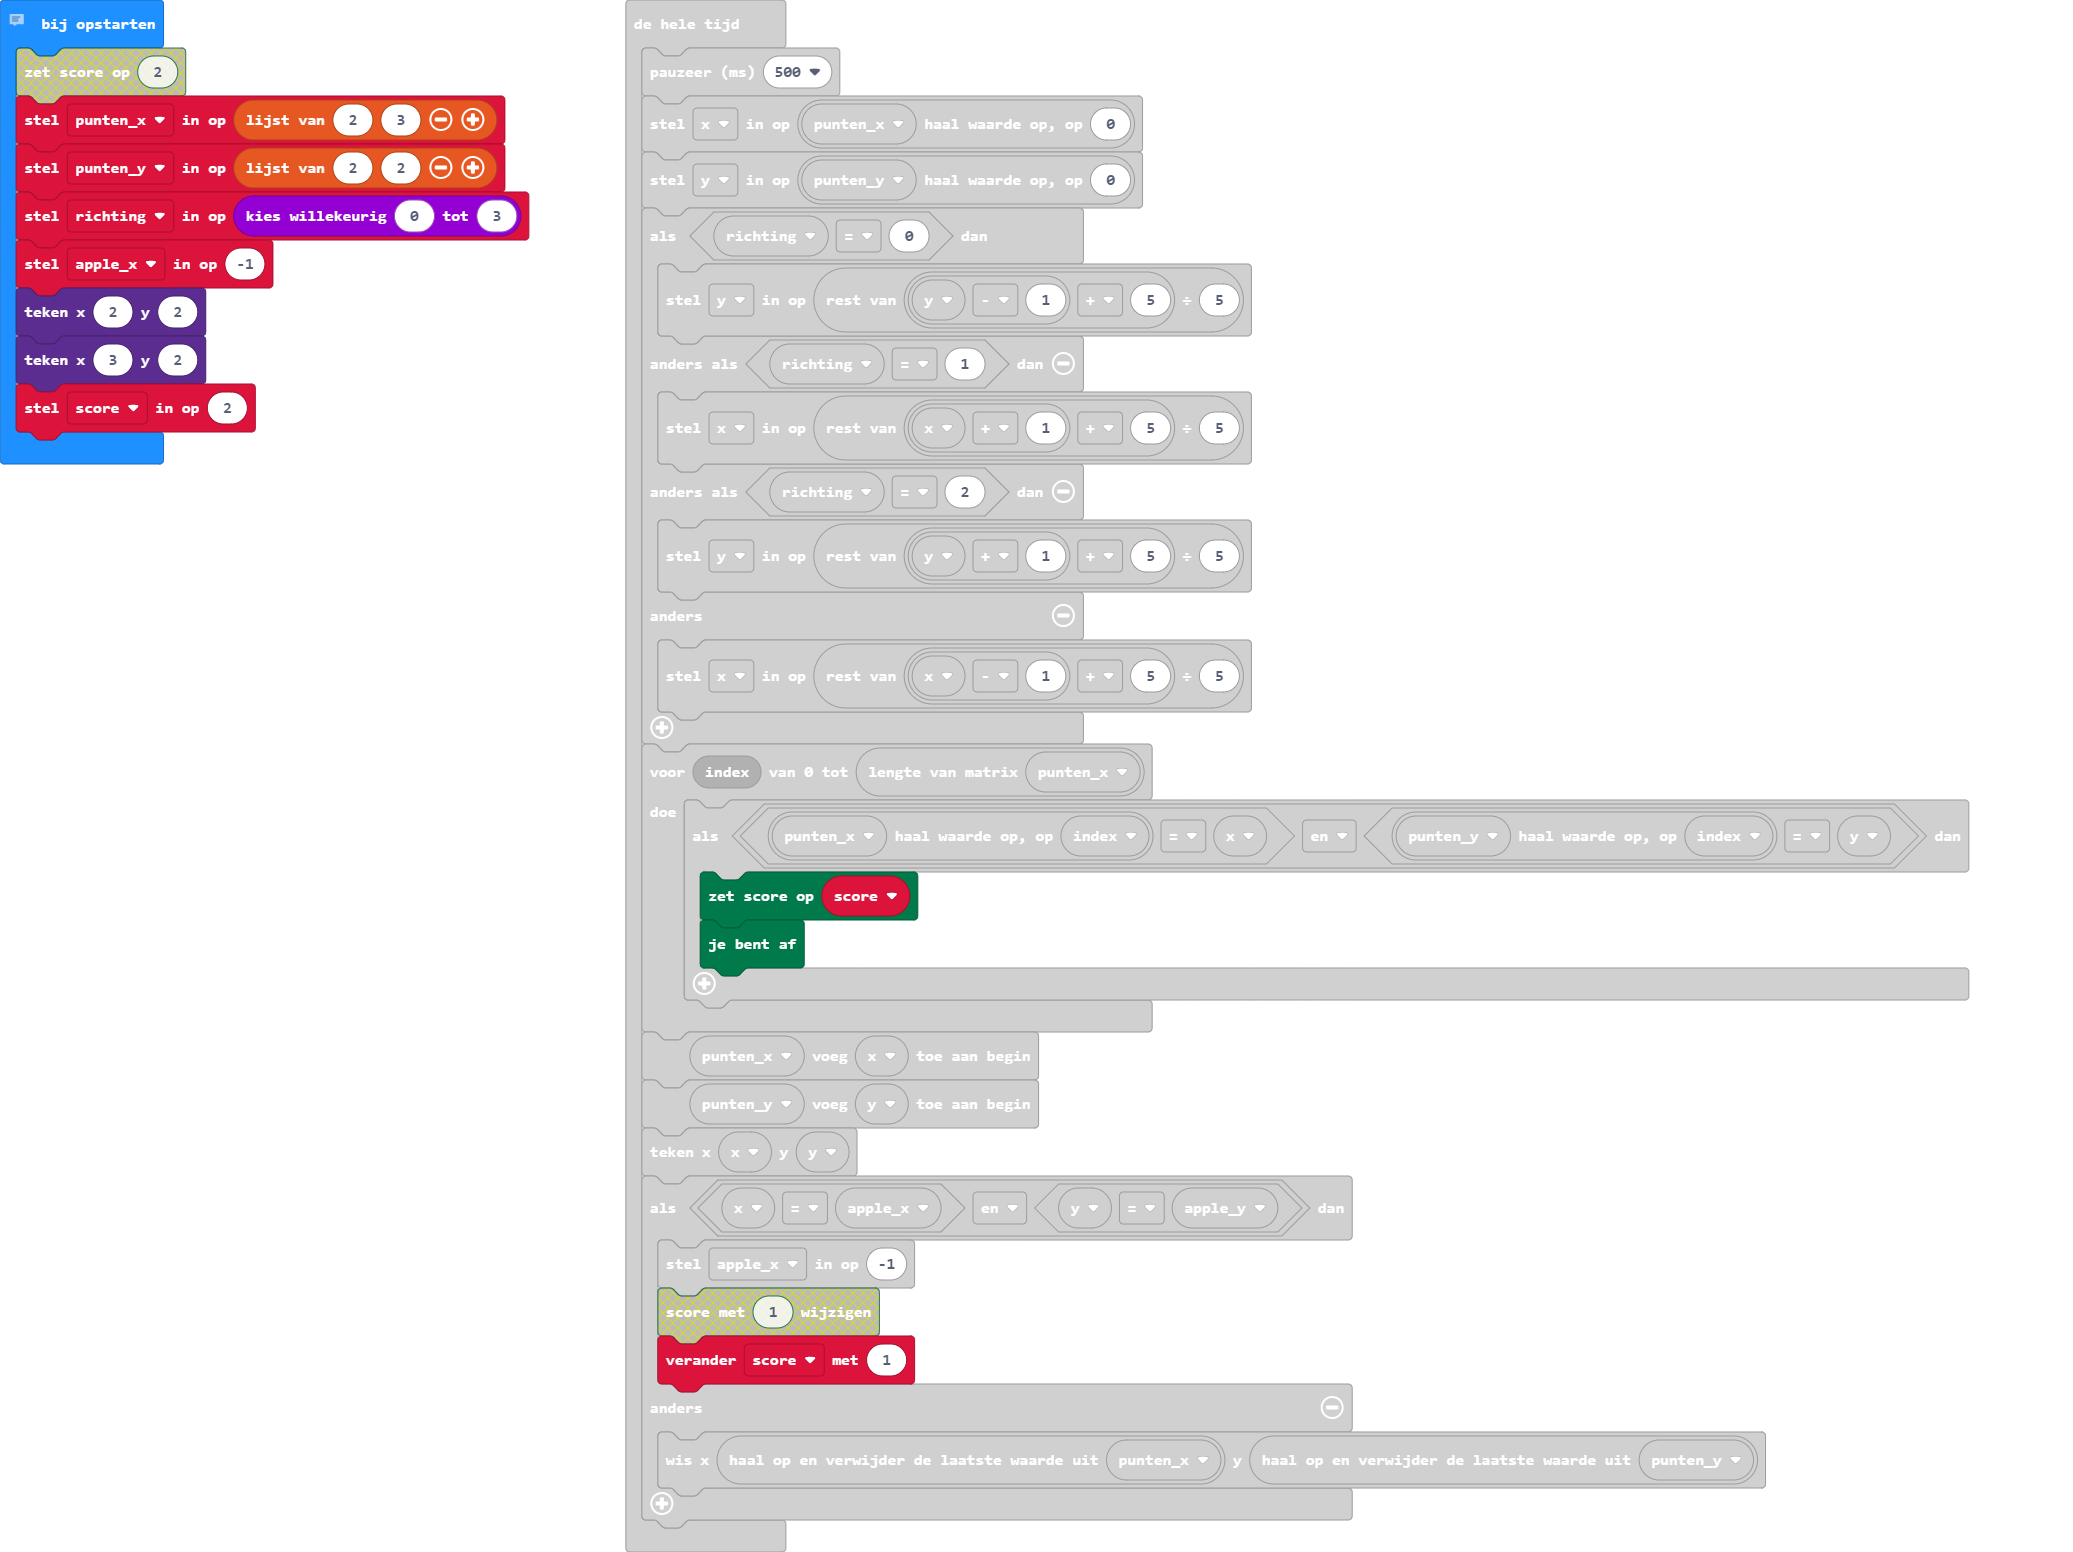 bij opstarten
zet score op 2
stel punten_x in op lijst van 2 3
stel punten_y in op lijst van 2 2
stel richting in op kies willekeurig 0 tot 3
stel apple_x in op -1
teken x 2 y 2
teken x 3 y 2
stel score in op 2
de hele tijd
pauzeer (ms) 500
stel x in op punten_x haal waarde op, op 0
stel y in op punten_y haal waarde op, op 0
als richting = 0 dan
stel y in op rest van y - 1 + 5 ÷ 5
anders als richting = 1 dan
stel x in op rest van x + 1 + 5 ÷ 5
anders als richting = 2 dan
stel y in op rest van y + 1 + 5 ÷ 5
anders
stel x in op rest van x - 1 + 5 ÷ 5
voor index van 0 tot lengte van matrix punten_x
doe
als punten_x haal waarde op, op index = x en punten_y haal waarde op, op index = y dan
zet score op score
je bent af
punten_x voeg x toe aan begin
punten_y voeg y toe aan begin
teken x x y y
als x = apple_x en y = apple_y dan
stel apple_x in op -1
score met 1 wijzigen
verander score met 1
anders
wis x haal op en verwijder de laatste waarde uit punten_x y haal op en verwijder de laatste waarde uit punten_y